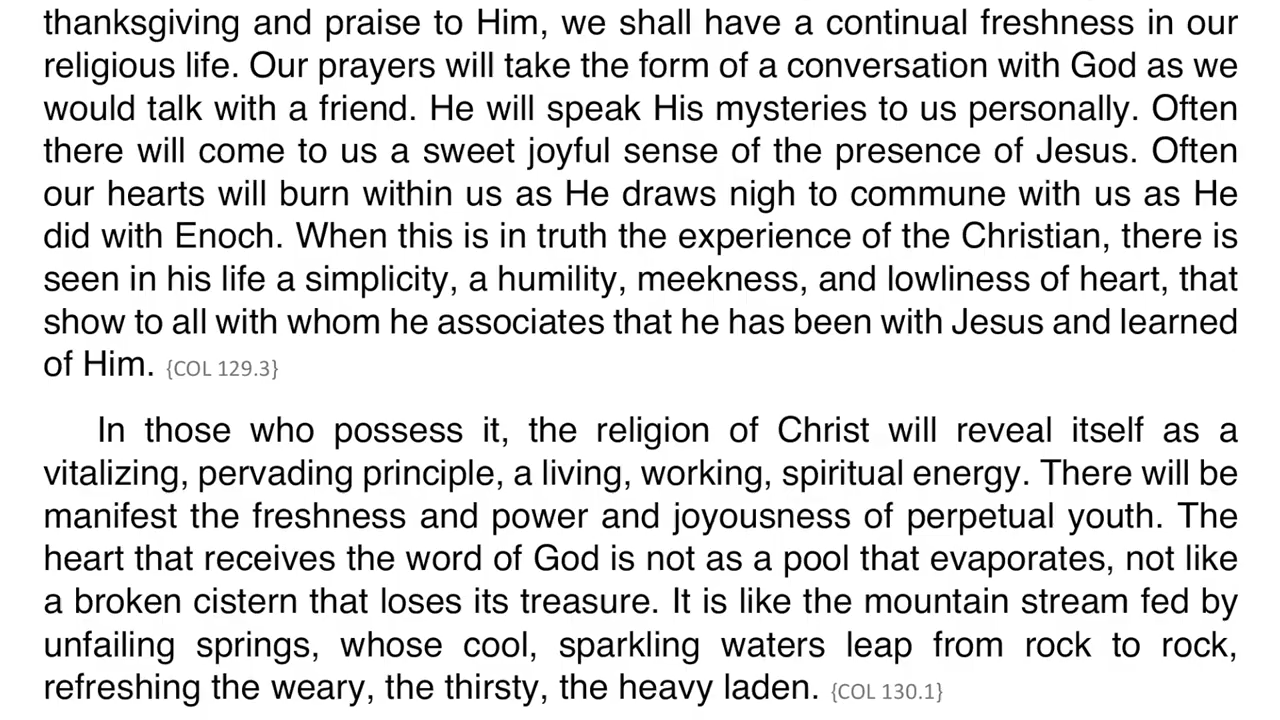 thanksgiving and praise to Him, we shall have a continual freshness in our
religious life. Our prayers will take the form of a conversation with God as we
would talk with a friend. He will speak His mysteries to us personally. Often
there will come to us a sweet joyful sense of the presence of Jesus. Often
our hearts will burn within us as He draws nigh to commune with us as He
did with Enoch. When this is in truth the experience of the Christian, there is
seen in his life a simplicity, a humility, meekness, and lowliness of heart, that
show to all with whom he associates that he has been with Jesus and learned
of Him. {COL 129.3}
In those who possess it, the religion of Christ will reveal itself as a
vitalizing, pervading principle, a living, working, spiritual energy. There will be
manifest the freshness and power and joyousness of perpetual youth. The
heart that receives the word of God is not as a pool that evaporates, not like
a broken cistern that loses its treasure. It is like the mountain stream fed by
unfailing springs, whose cool, sparkling waters leap from rock to rock,
refreshing the weary, the thirsty, the heavy laden. {COL 130.1}